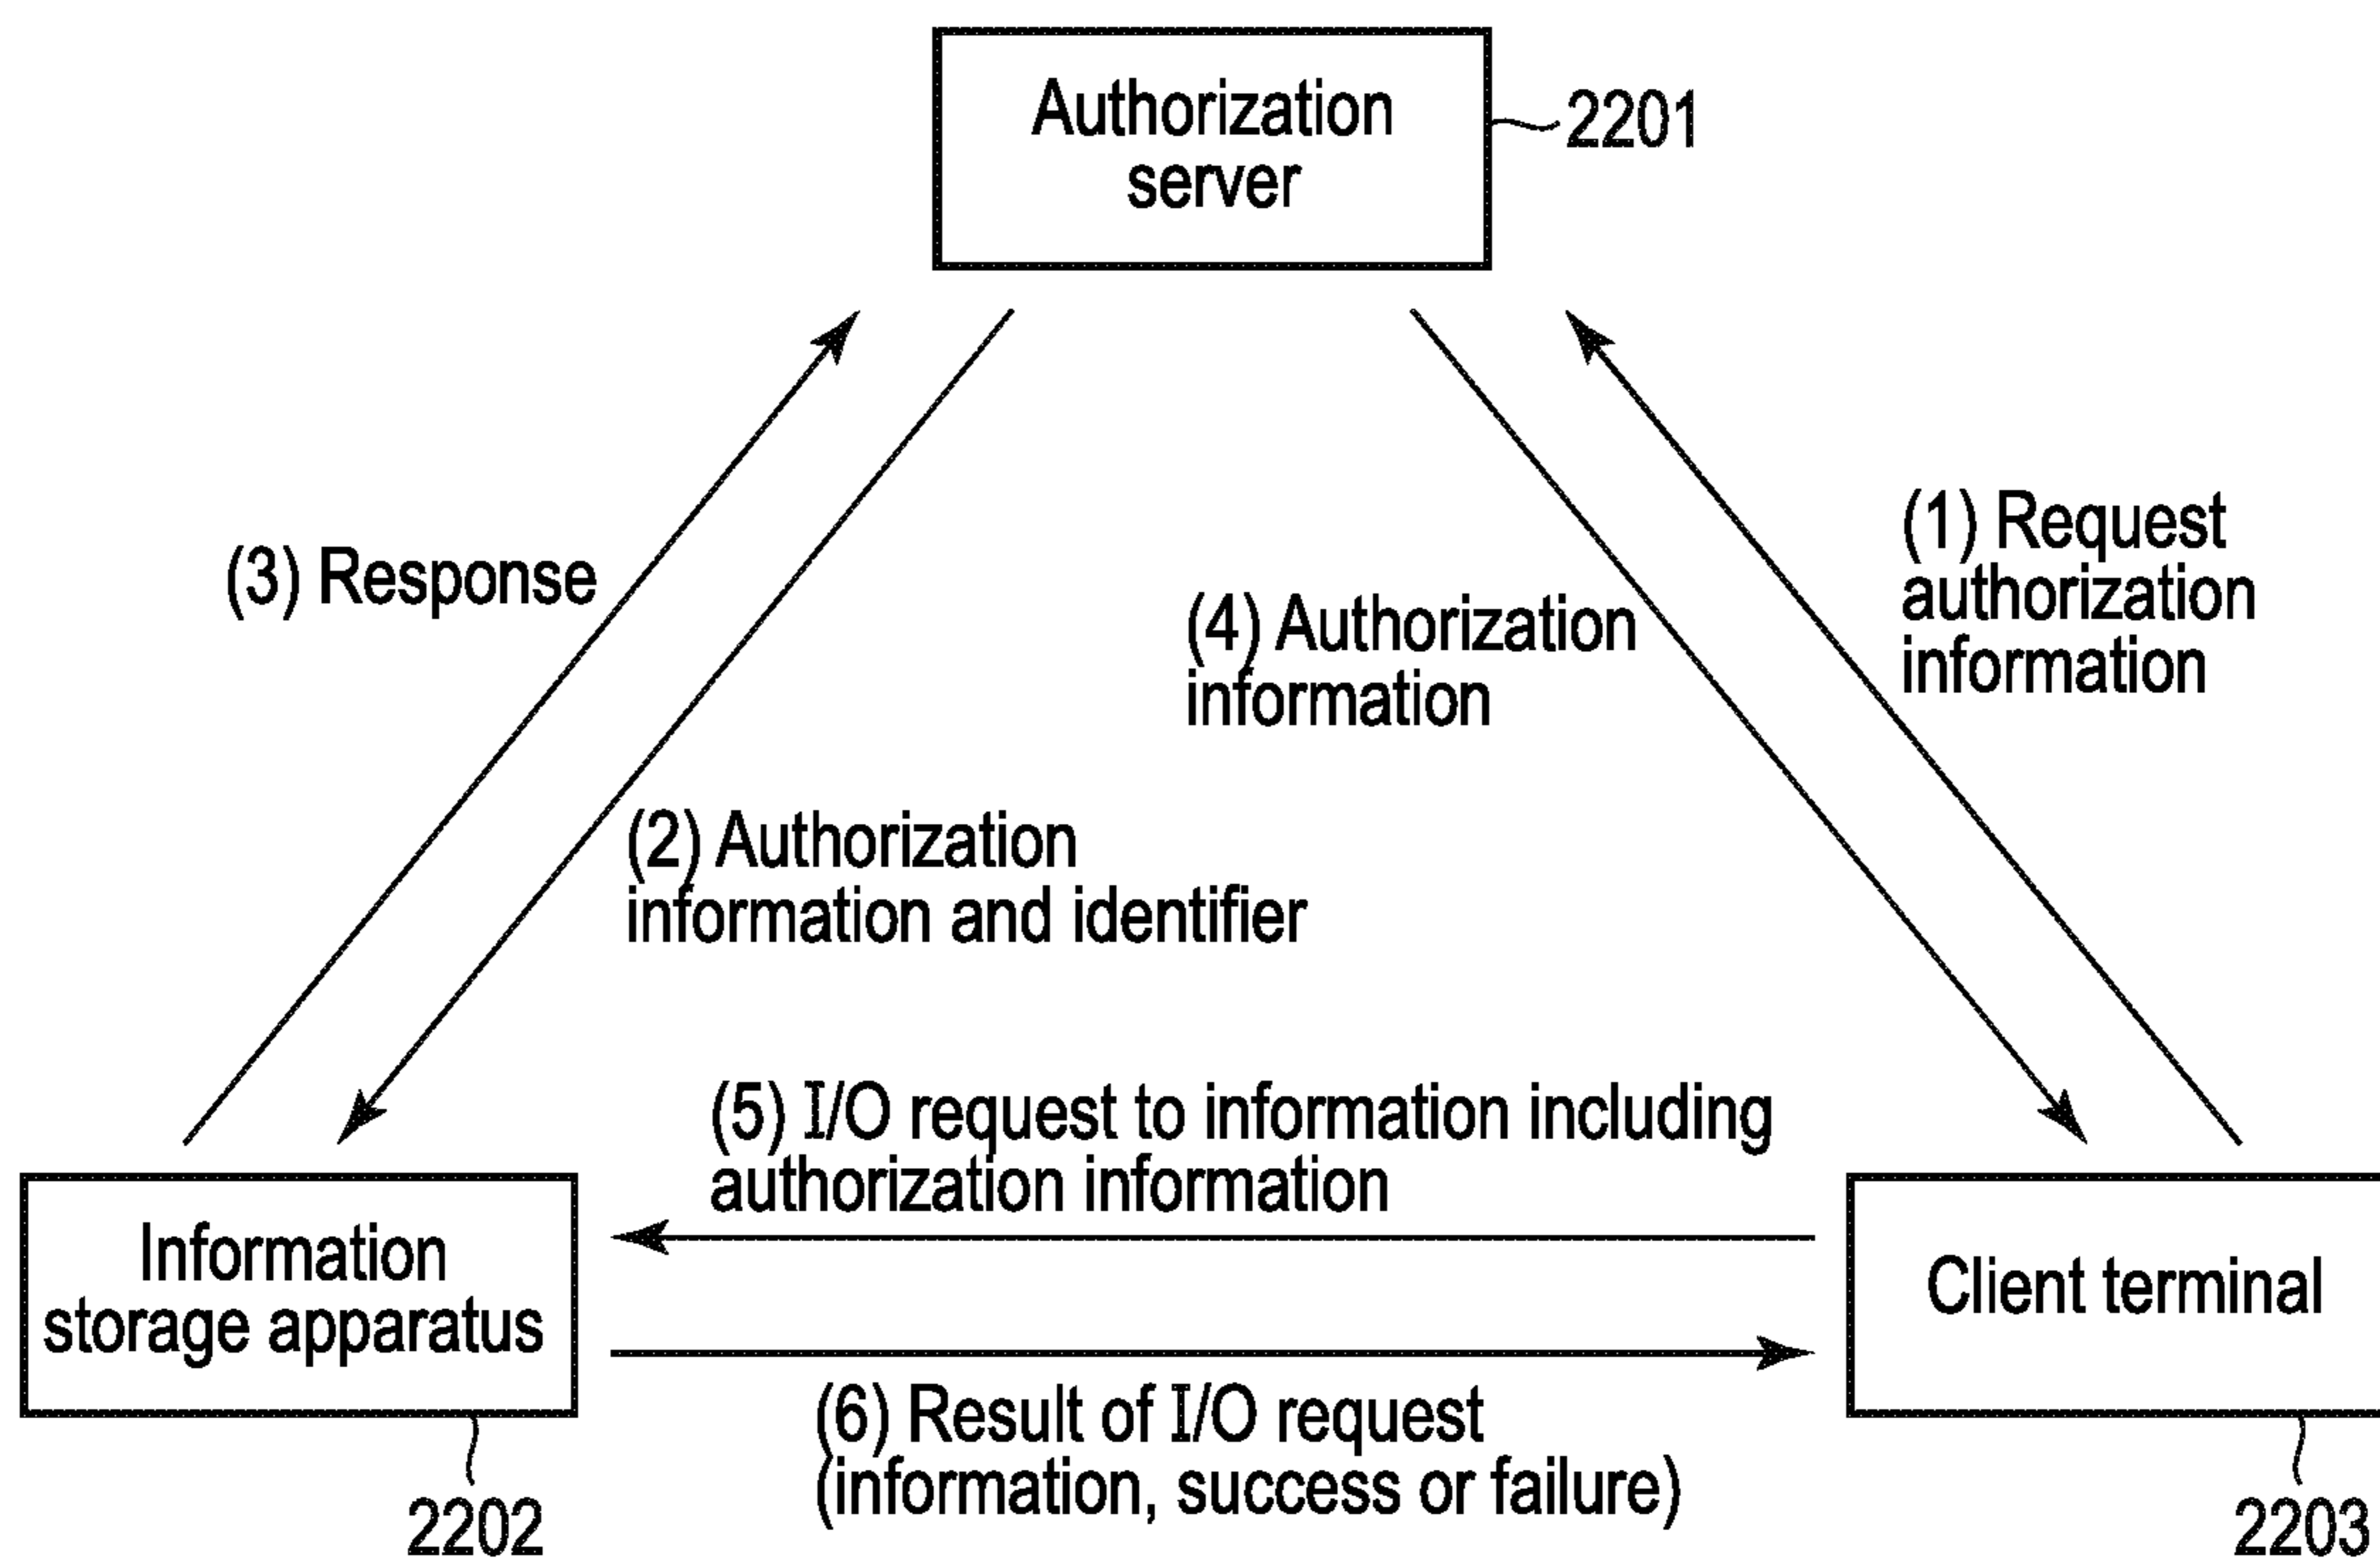 Authorization
server
2201
(1) Request
authorization
information
(3) Response
(4) Authorization
information
(2) Authorization
information and identifier
(5) I/O request to information including
authorization information
Information
storage apparatus
Client terminal
(6) Result of I/O request
(information, success or failure)
2202
2203